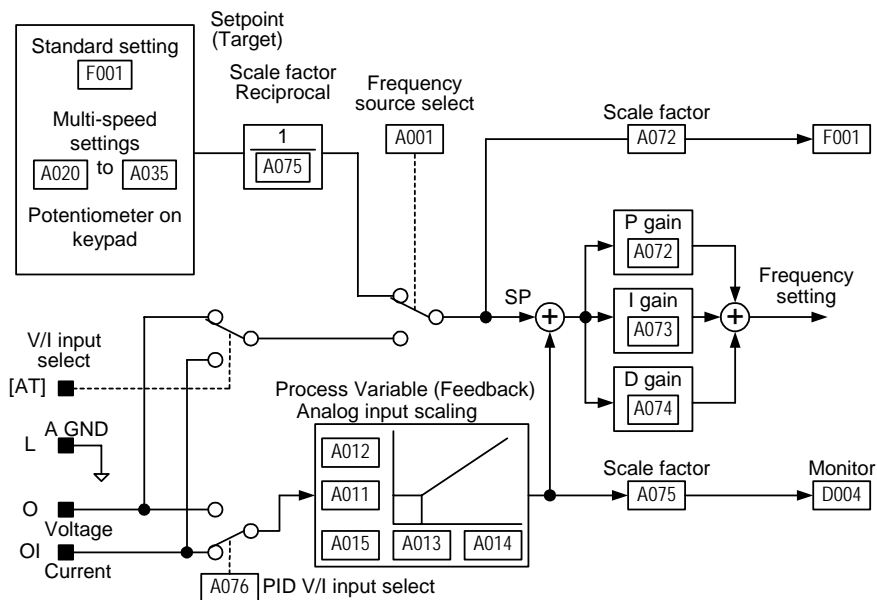 Setpoint
(Target)
Standard setting
F001
Multi-speed
settings
A020 to A035
Potentiometer on
keypad
Scale factor
Reciprocal
1
A075
Frequency
source select
A001
Scale factor
A072
F001
P gain
A072
I gain
A073
D gain
A074
SP
+
+
Frequency
setting
V/I input
select
[AT]
A GND
L
O
Voltage
OI
Current
Process Variable (Feedback)
Analog input scaling
A012
A011
A015 A013 A014
A076 PID V/I input select
Scale factor
A075
Monitor
D004